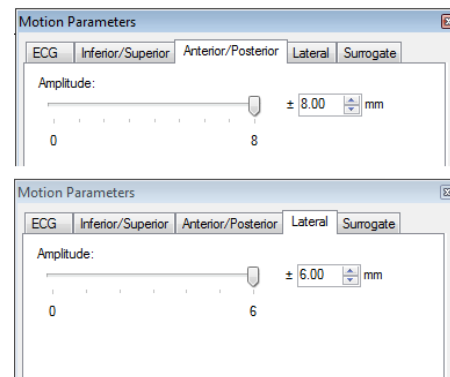 Motion Parameters
ECG Inferior/Superior Anterior/Posterior Lateral Surrogate
Amplitude:
± 8.00 mm
0 8
Motion Parameters
ECG Inferior/Superior Anterior/Posterior Lateral Surrogate
Amplitude:
± 6.00 mm
0 6